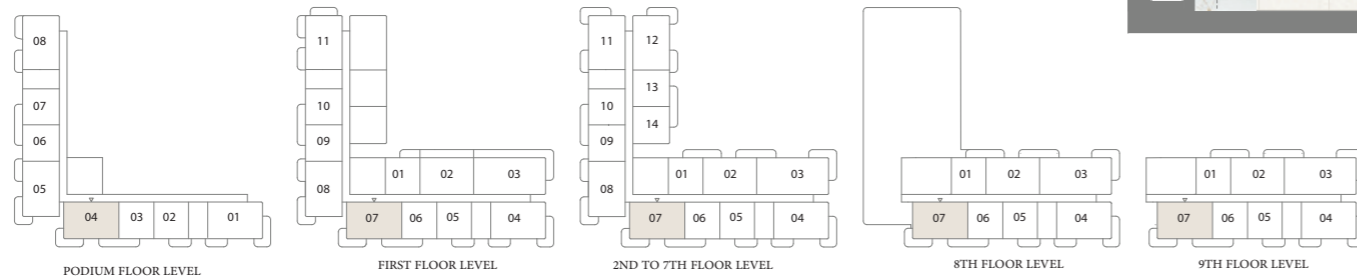 08
07
06
05
04 03 02 01
PODIUM FLOOR LEVEL
11
10
09
08
01 02 03
07 06 05 04
FIRST FLOOR LEVEL
11 12
13
10
14
09
08
01 02 03
07 06 05 04
2ND TO 7TH FLOOR LEVEL
01 02 03
07 06 05 04
8TH FLOOR LEVEL
01 02 03
07 06 05 04
9TH FLOOR LEVEL